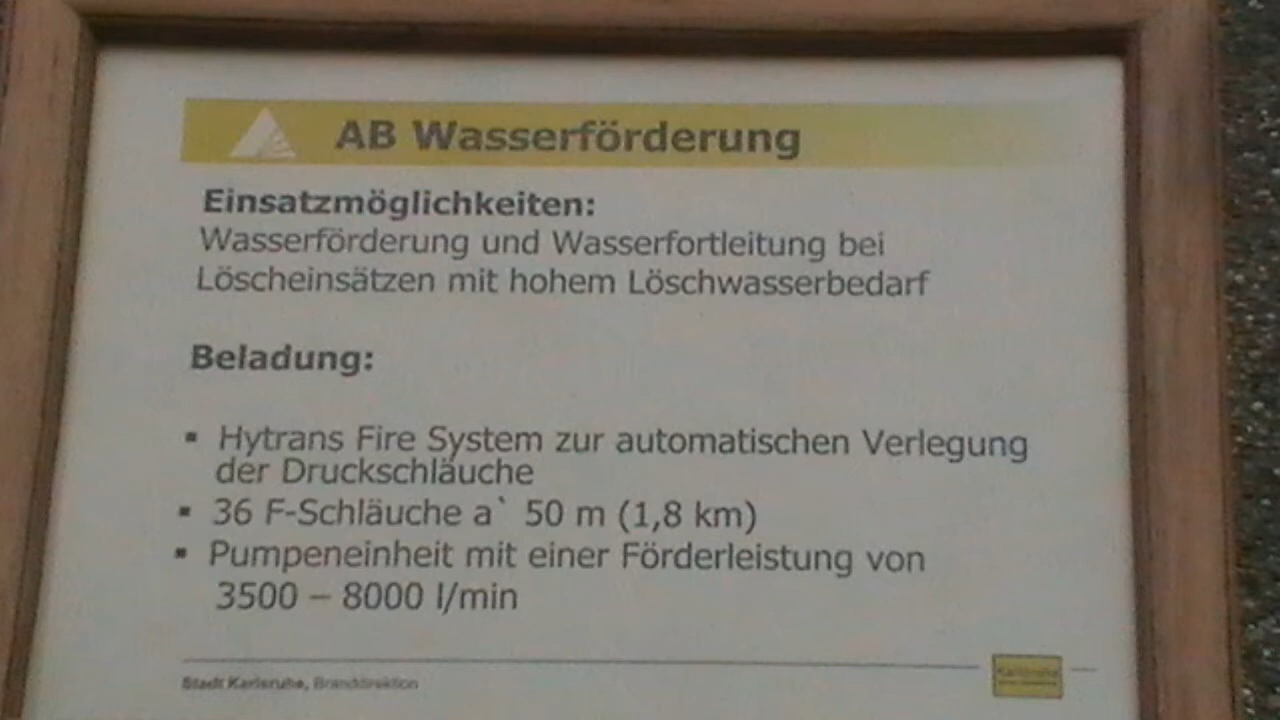 AB Wasserförderung
Einsatzmöglichkeiten:
Wasserförderung und Wasserfortleitung bei
Löscheinsätzen mit hohem Löschwasserbedarf
Beladung:
▪ Hytrans Fire System zur automatischen Verlegung
der Druckschläuche
▪ 36 F-Schläuche a` 50 m (1,8 km)
▪ Pumpeneinheit mit einer Förderleistung von
3500 – 8000 l/min
Stadt Karlsruhe, Branddirektion
Karlsruhe